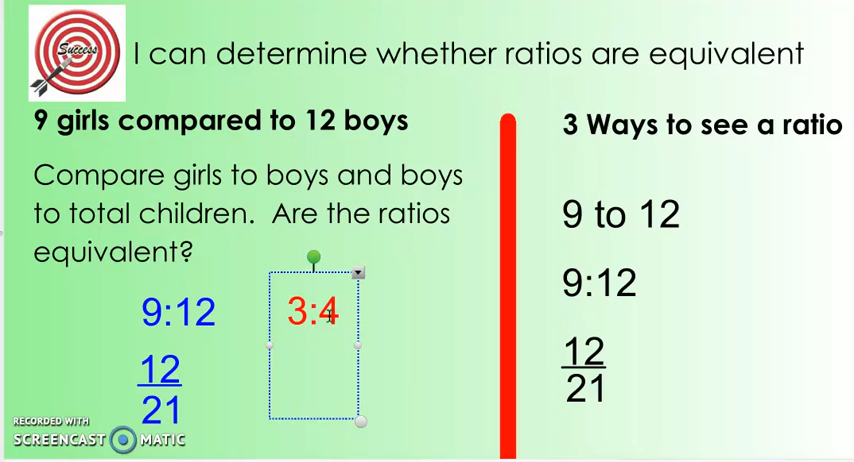 Success
I can determine whether ratios are equivalent
9 girls compared to 12 boys
Compare girls to boys and boys
to total children. Are the ratios
equivalent?
9:12
3:4
12
21
3 Ways to see a ratio
9 to 12
9:12
12
21
RECORDED WITH
SCREENCAST MATIC